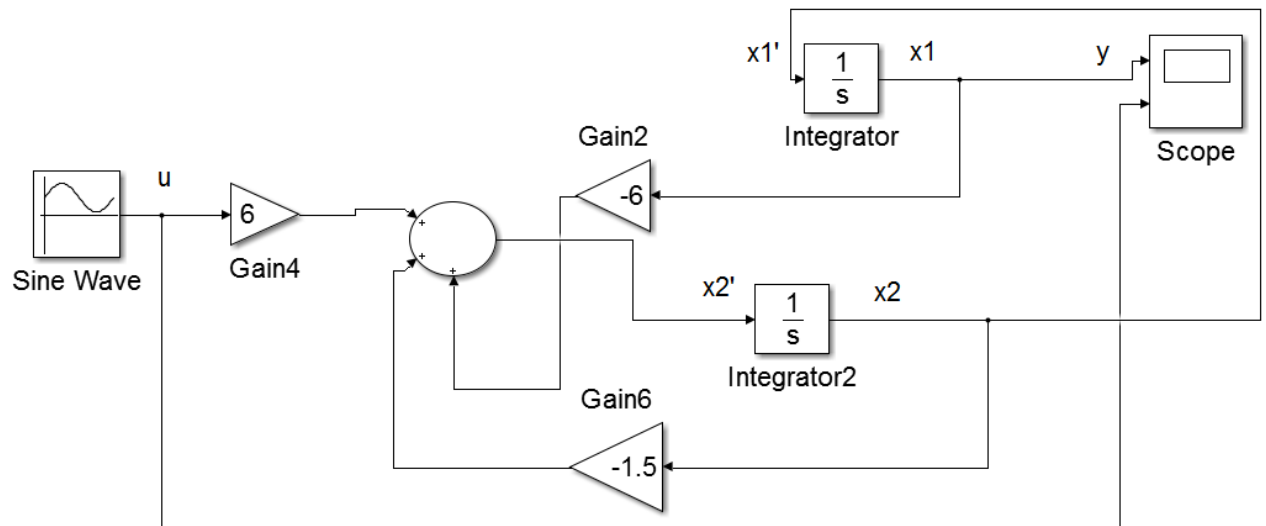 x1'
1
s
x1
y
Integrator
Scope
Gain2
-6
u
6
Sine Wave
Gain4
+
+
+
x2'
1
s
x2
Integrator2
Gain6
-1.5